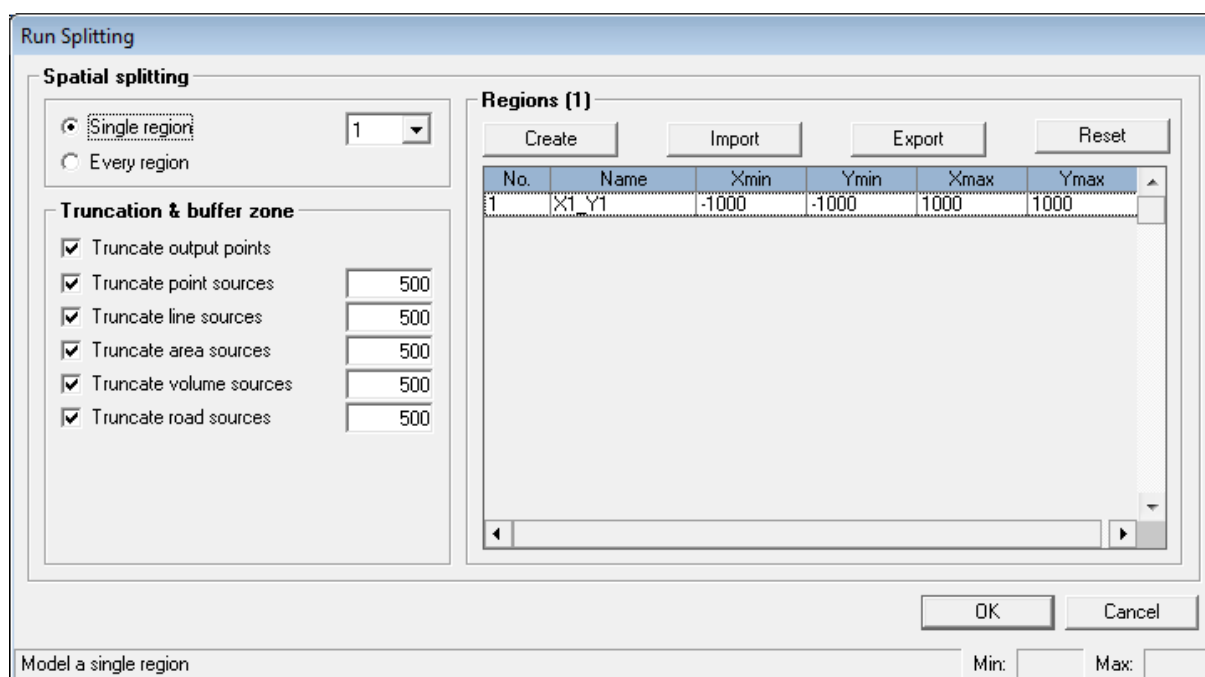 Run Splitting
Spatial splitting
Single region
1
Every region
Truncation & buffer zone
Truncate output points
Truncate point sources 500
Truncate line sources 500
Truncate area sources 500
Truncate volume sources 500
Truncate road sources 500
Regions (1)
Create Import Export Reset
No. Name Xmin Ymin Xmax Ymax
1 X1_Y1 -1000 -1000 1000 1000
OK Cancel
Model a single region Min: Max: